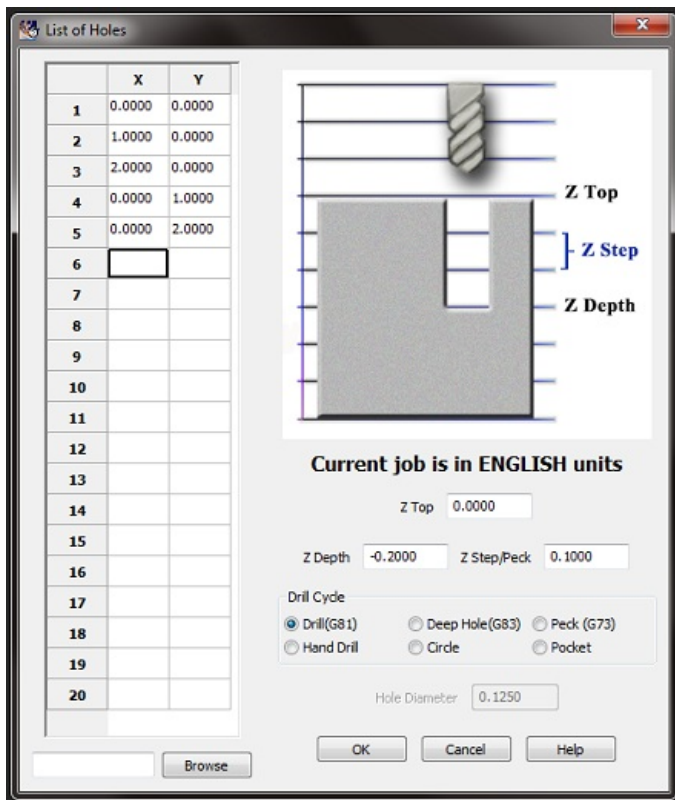 List of Holes
X Y
1 0.0000 0.0000
2 1.0000 0.0000
3 2.0000 0.0000
4 0.0000 1.0000
5 0.0000 2.0000
6
7
8
9
10
11
12
13
14
15
16
17
18
19
20
Browse
Z Top
Z Step
Z Depth
Current job is in ENGLISH units
Z Top 0.0000
Z Depth -0.2000 Z Step/Peck 0.1000
Drill Cycle
Drill(G81) Deep Hole(G83) Peck (G73)
Hand Drill Circle Pocket
Hole Diameter 0.1250
OK Cancel Help